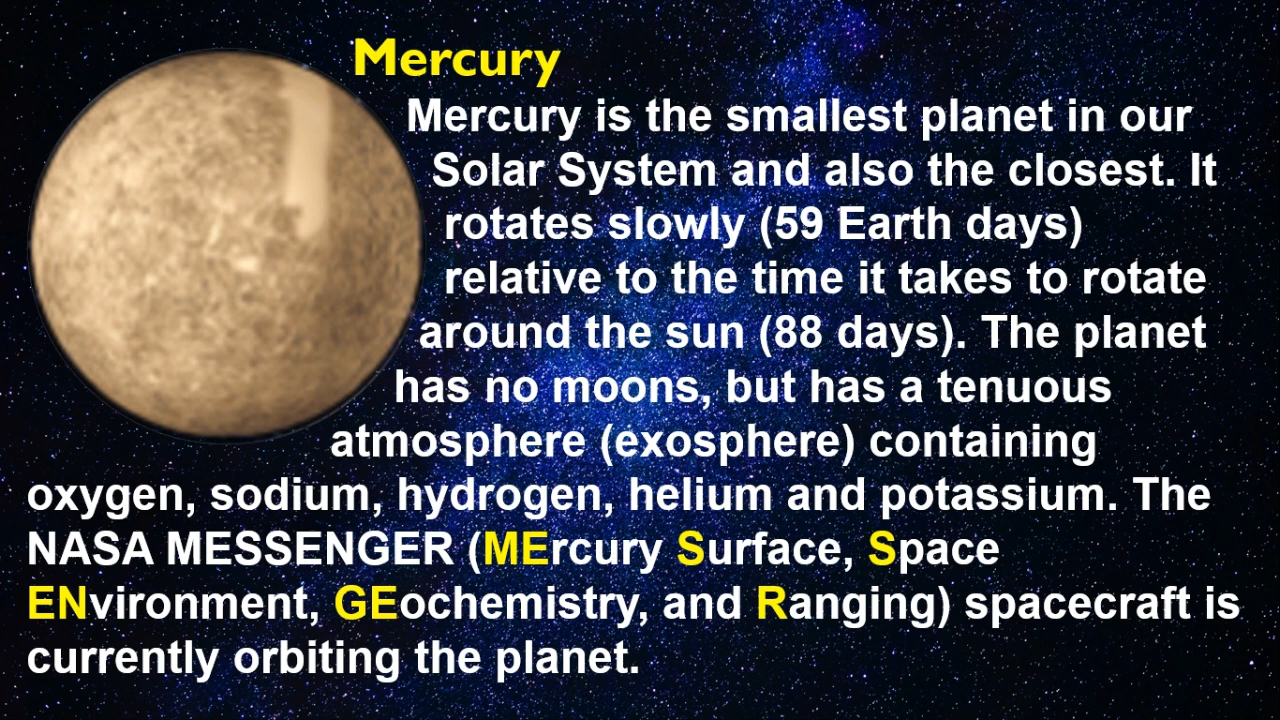 Mercury
Mercury is the smallest planet in our
Solar System and also the closest. It
rotates slowly (59 Earth days)
relative to the time it takes to rotate
around the sun (88 days). The planet
has no moons, but has a tenuous
atmosphere (exosphere) containing
oxygen, sodium, hydrogen, helium and potassium. The
NASA MESSENGER (MErcury Surface, Space
ENvironment, GEochemistry, and Ranging) spacecraft is
currently orbiting the planet.